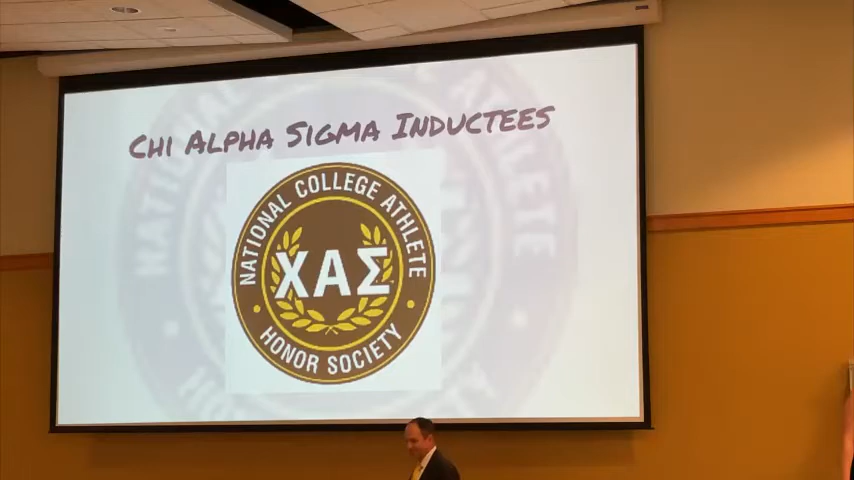 Chi Alpha Sigma Inductees
NATIONAL COLLEGE ATHLETE
ΧΑΣ
HONOR SOCIETY